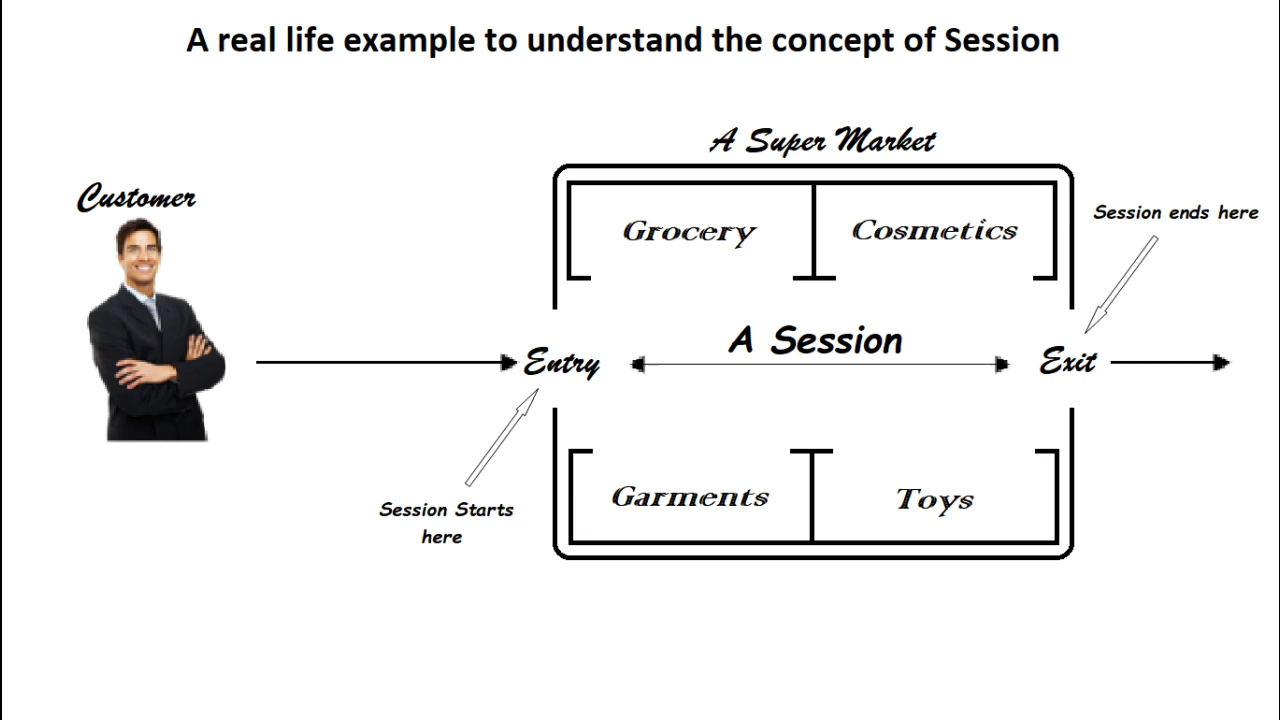 A real life example to understand the concept of Session
A Super Market
Customer
Session ends here
Grocery
Cosmetics
A Session
Entry
Exit
Session Starts
here
Garments
Toys